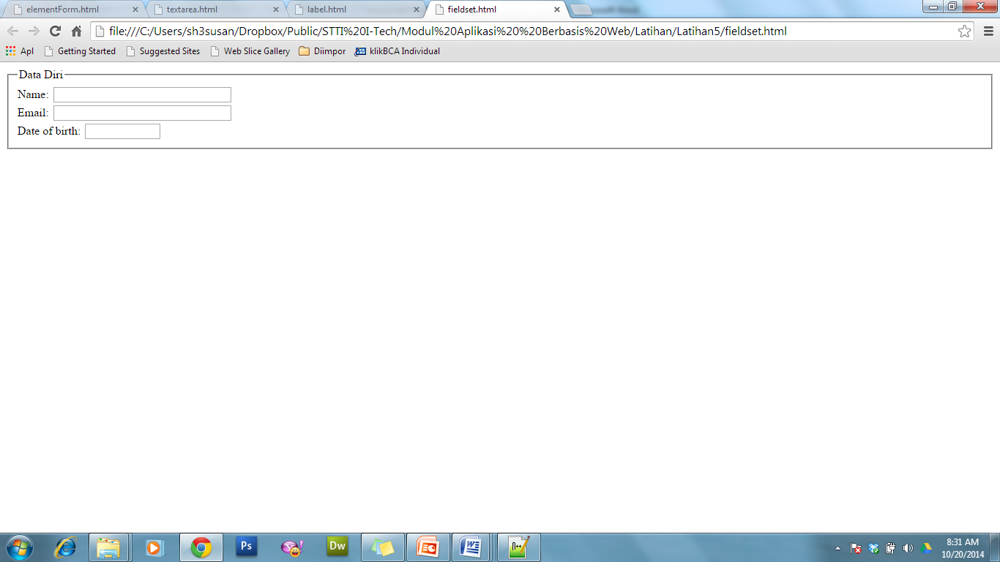 elementForm.html textarea.html label.html fieldset.html
file:///C:/Users/sh3susan/Dropbox/Public/STTI%20I-Tech/Modul%20Aplikasi%20%20Berbasis%20Web/Latihan/Latihan5/fieldset.html
Apl Getting Started Suggested Sites Web Slice Gallery Diimpor klikBCA Individual
Data Diri
Name:
Email:
Date of birth:
Ps Dw
8:31 AM
10/20/2014